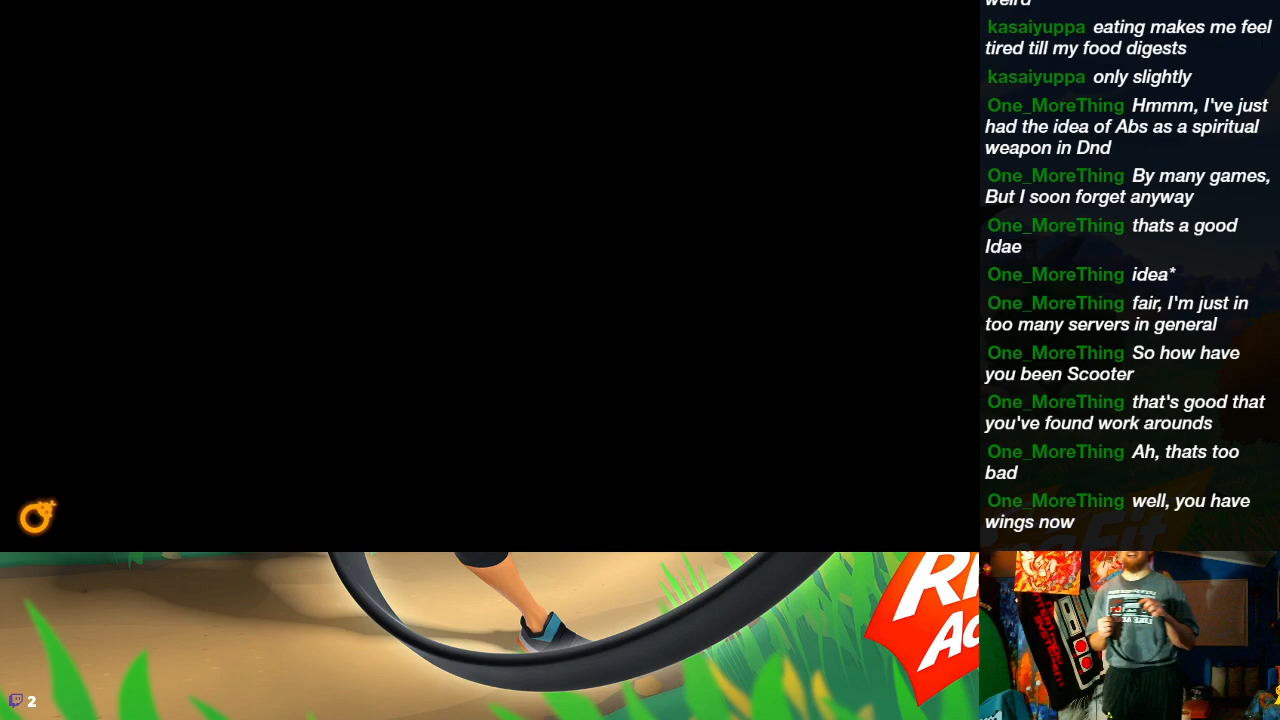 weird
kasaiyuppa eating makes me feel
tired till my food digests
kasaiyuppa only slightly
One_MoreThing Hmmm, I've just
had the idea of Abs as a spiritual
weapon in Dnd
One_MoreThing By many games,
But I soon forget anyway
One_MoreThing thats a good
Idae
One_MoreThing idea*
One_MoreThing fair, I'm just in
too many servers in general
One_MoreThing So how have
you been Scooter
One_MoreThing that's good that
you've found work arounds
One_MoreThing Ah, thats too
bad
One_MoreThing well, you have
wings now
2